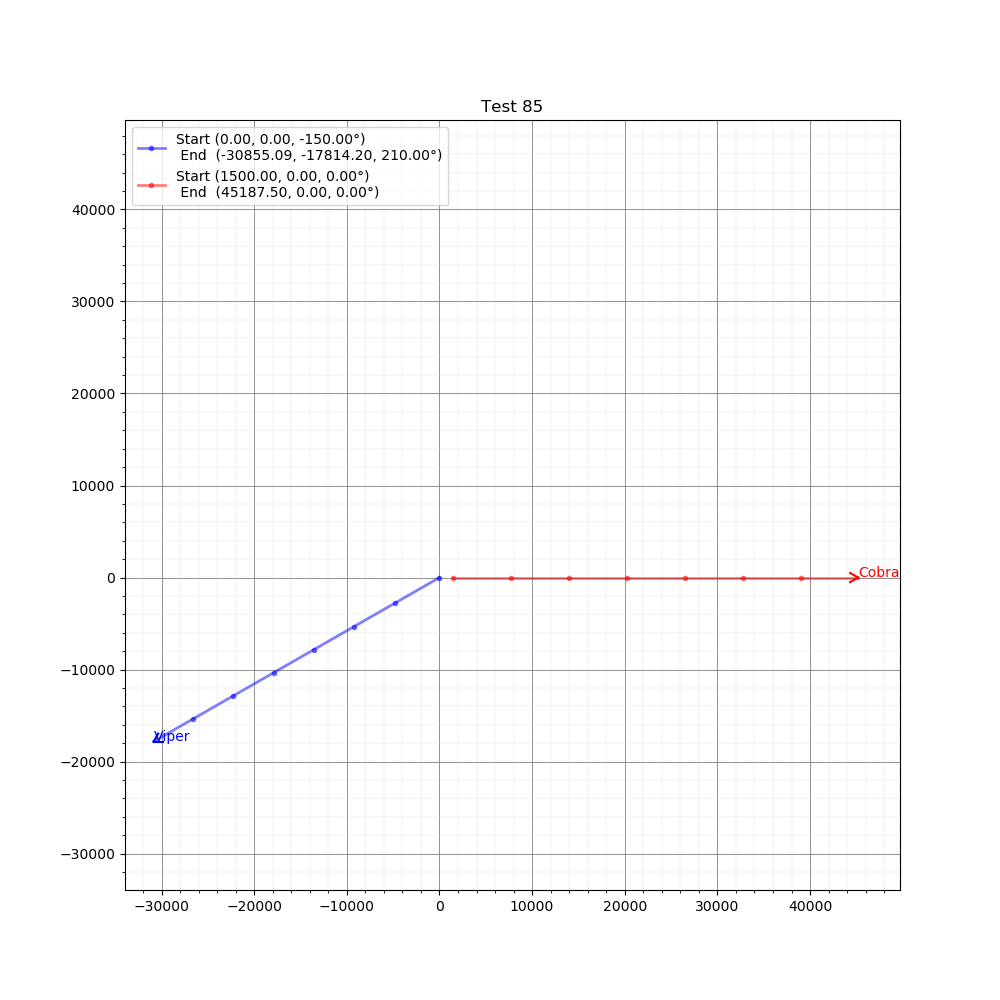 Test 85
Start (0.00, 0.00, -150.00°)
End  (-30855.09, -17814.20, 210.00°)
Start (1500.00, 0.00, 0.00°)
End  (45187.50, 0.00, 0.00°)
40000
30000
20000
10000
0
−10000
−20000
−30000
Cobra
Viper
−30000 −20000 −10000 0 10000 20000 30000 40000